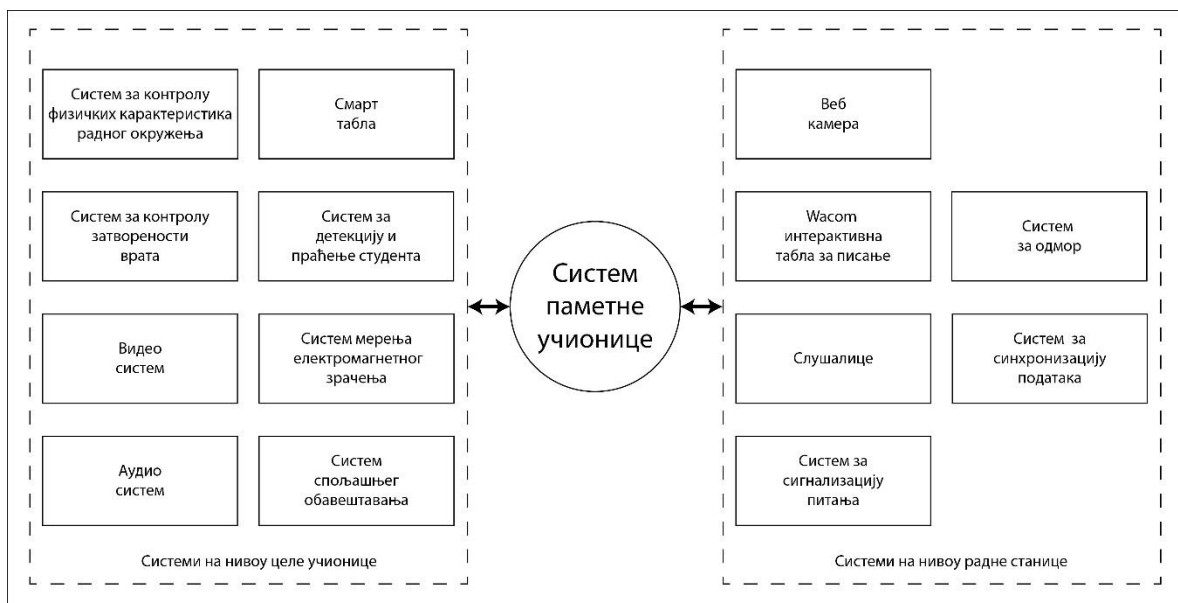 Систем за контролу
физичких карактеристика
радног окружења
Смарт
табла
Систем за контролу
затворености
врата
Систем за
детекцију и
праћење студента
Видео
систем
Систем мерења
електромагнетног
зрачења
Аудио
систем
Систем
спољашњег
обавештавања
Системи на нивоу целе учионице
Систем
паметне
учионице
Веб
камера
Wacom
интерактивна
табла за писање
Систем
за одмор
Слушалице
Систем за
синхронизацију
података
Систем за
сигнализацију
питања
Системи на нивоу радне станице